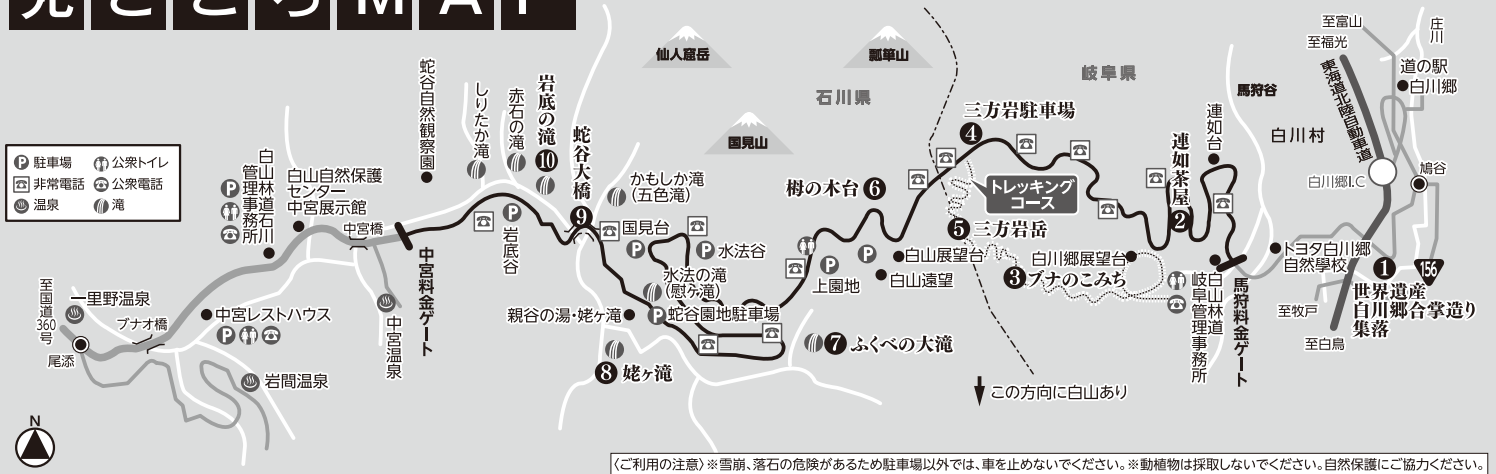 見どころMAP
P 駐車場
公衆トイレ
非常電話
公衆電話
温泉
滝
至国道360号
一里野温泉
尾添
ブナオ橋
中宮レストハウス
岩間温泉
白山林道石川管理事務所
白山自然保護センター
中宮展示館
中宮橋
中宮温泉
中宮料金ゲート
蛇谷自然観察園
しりたか滝
赤石の滝
岩底の滝
10
岩底谷
蛇谷大橋
9
かもしか滝
(五色滝)
国見台
水法谷
水法の滝
(慰ヶ滝)
親谷の湯・姥ヶ滝
蛇谷園地駐車場
8 姥ヶ滝
7 ふくべの大滝
仙人窟岳
瓢箪山
国見山
石川県
岐阜県
栂の木台 6
上園地
白山展望台
白山遠望
三方岩駐車場
4
トレッキング
コース
5 三方岩岳
3 ブナのこみち
白川郷展望台
この方向に白山あり
連如茶屋
2
連如台
馬狩谷
馬狩料金ゲート
白山林道岐阜管理事務所
白川村
トヨタ白川郷
自然學校
至富山
至福光
東海道北陸自動車道
庄川
道の駅
白川郷
白川郷I.C
鳩谷
156
1
世界遺産
白川郷合掌造り
集落
至牧戸
至白鳥
N
〈ご利用の注意〉※雪崩、落石の危険があるため駐車場以外では、車を止めないでください。※動植物は採取しないでください。自然保護にご協力ください。